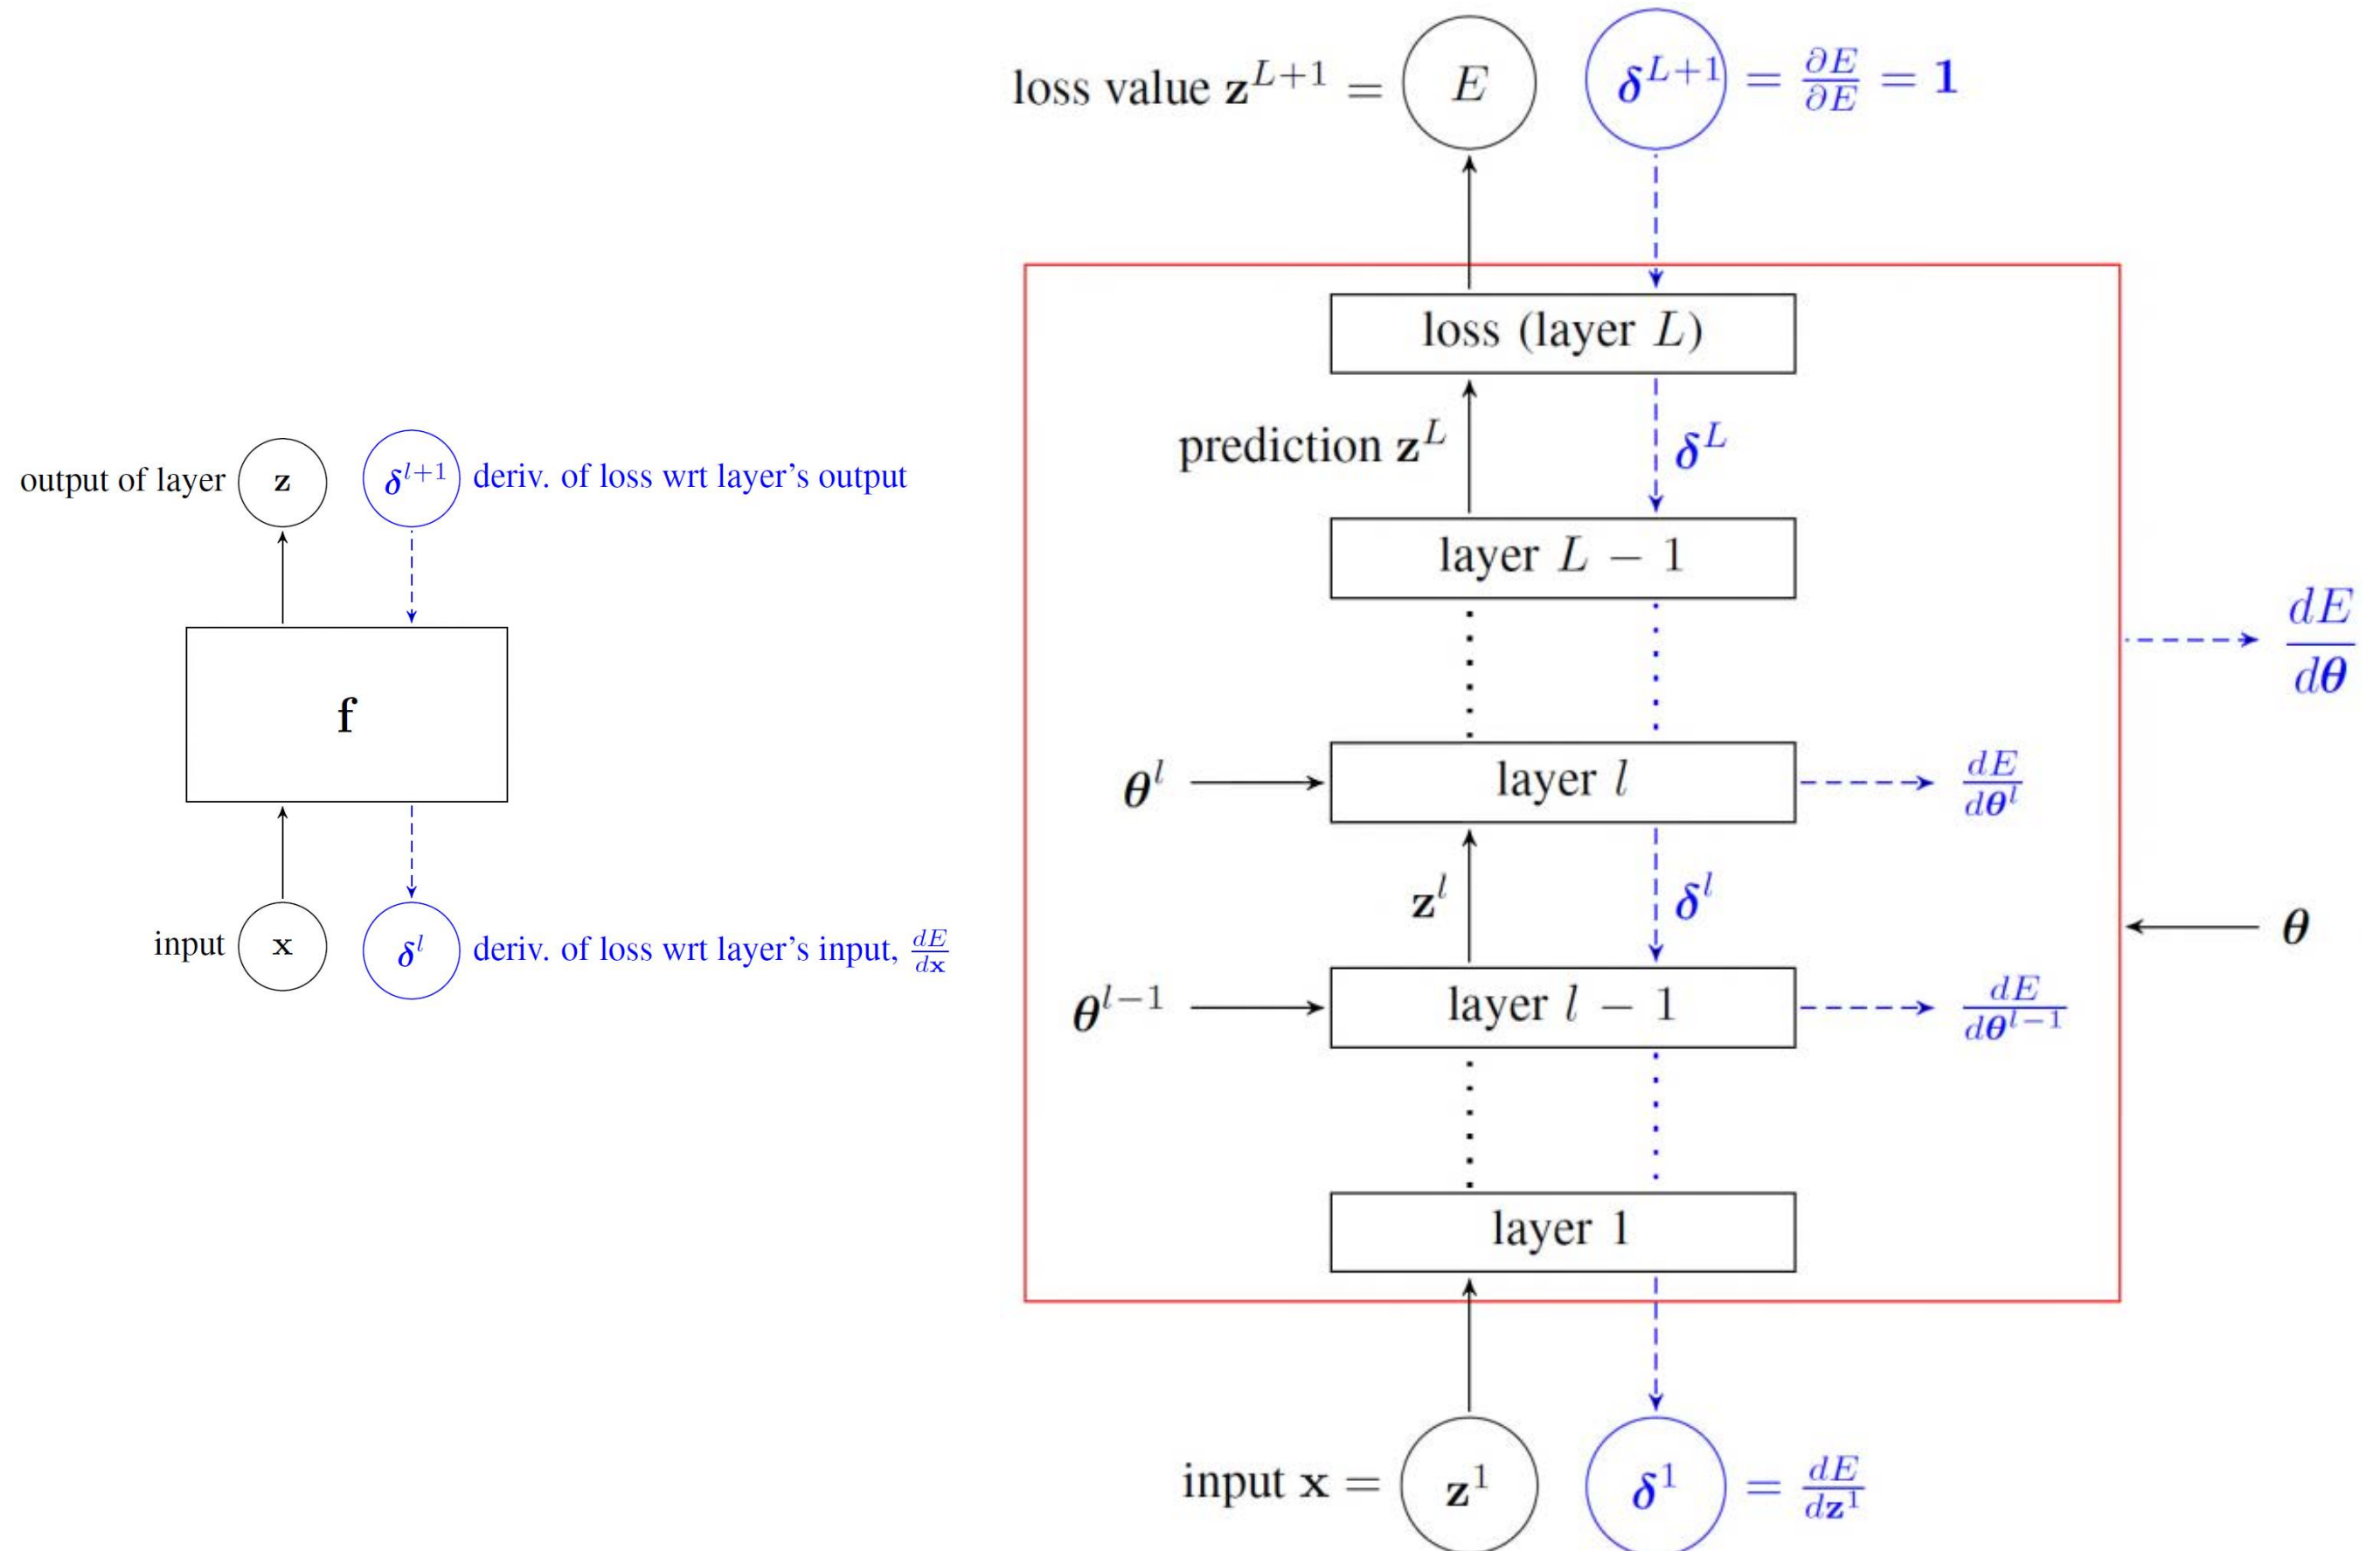 output of layer z δ^{l+1} deriv. of loss wrt layer's output
f
input x δ^l deriv. of loss wrt layer's input, dE/dx
loss value z^{L+1} = E δ^{L+1} = ∂E/∂E = 1
loss (layer L)
prediction z^L δ^L
layer L − 1
dE/dθ
θ^l layer l dE/dθ^l
z^l δ^l
θ
θ^{l−1} layer l − 1 dE/dθ^{l−1}
layer 1
input x = z^1 δ^1 = dE/dz^1